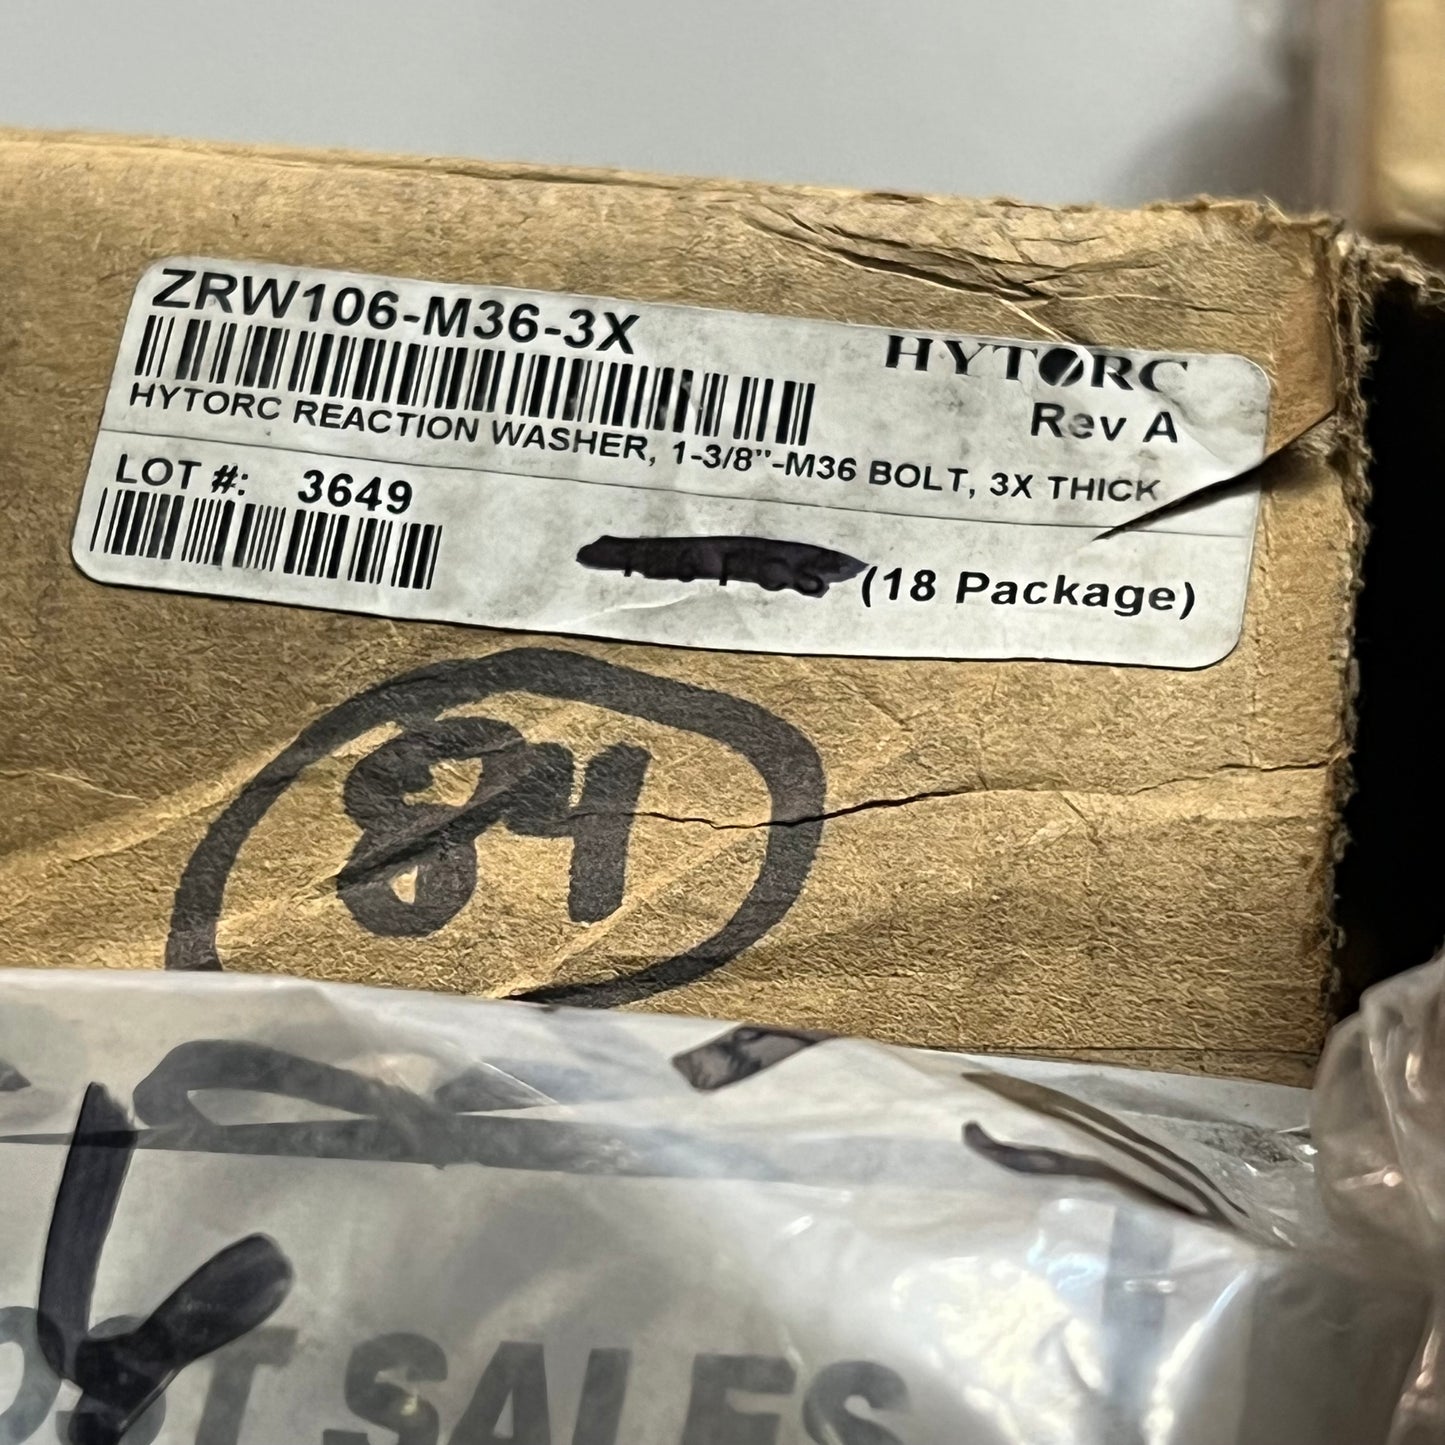 ZRW106-M36-3X
HYTORC
Rev A
HYTORC REACTION WASHER, 1-3/8"-M36 BOLT, 3X THICK
LOT #: 3649
(18 Package)
84
SALES